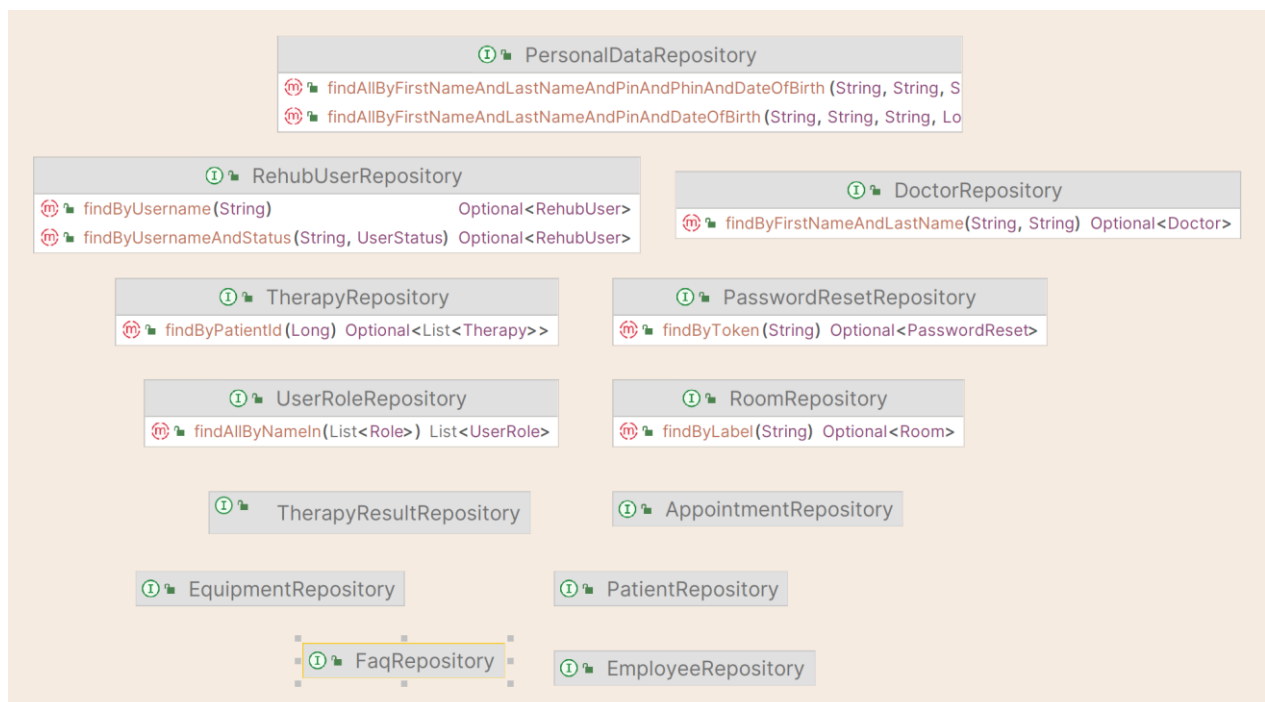 PersonalDataRepository
findAllByFirstNameAndLastNameAndPinAndPhinAndDateOfBirth(String, String, S
findAllByFirstNameAndLastNameAndPinAndDateOfBirth(String, String, String, Lo
RehubUserRepository
findByUsername(String) Optional<RehubUser>
findByUsernameAndStatus(String, UserStatus) Optional<RehubUser>
DoctorRepository
findByFirstNameAndLastName(String, String) Optional<Doctor>
TherapyRepository
findByPatientId(Long) Optional<List<Therapy>>
PasswordResetRepository
findByToken(String) Optional<PasswordReset>
UserRoleRepository
findAllByNameIn(List<Role>) List<UserRole>
RoomRepository
findByLabel(String) Optional<Room>
TherapyResultRepository
AppointmentRepository
EquipmentRepository
PatientRepository
FaqRepository
EmployeeRepository